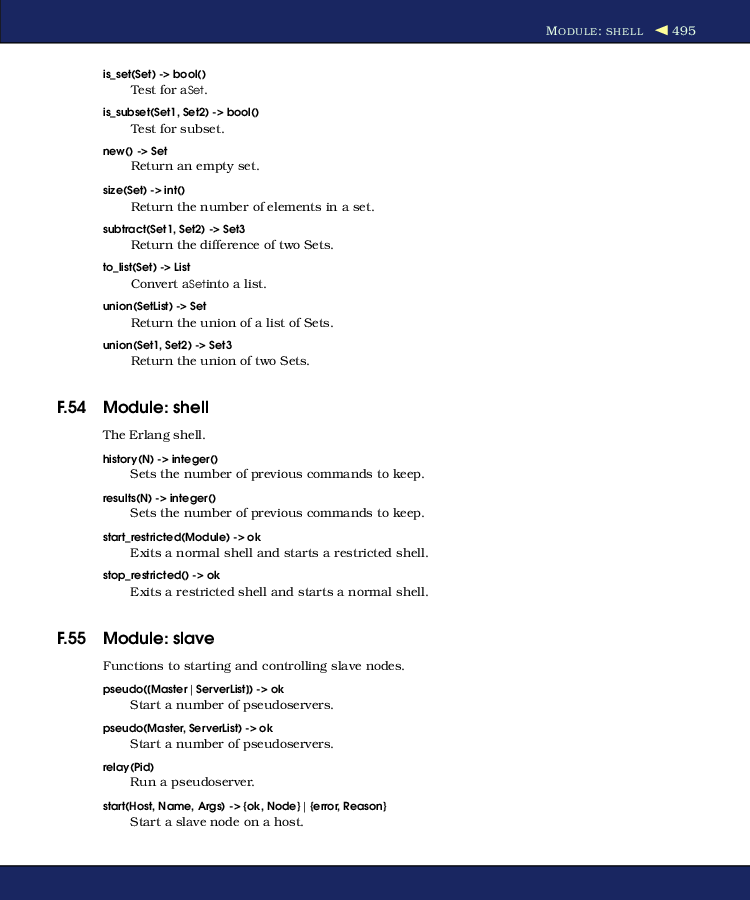 MODULE: SHELL ◀ 495
is_set(Set) -> bool()
Test for aSet.
is_subset(Set1, Set2) -> bool()
Test for subset.
new() -> Set
Return an empty set.
size(Set) -> int()
Return the number of elements in a set.
subtract(Set1, Set2) -> Set3
Return the difference of two Sets.
to_list(Set) -> List
Convert aSetinto a list.
union(SetList) -> Set
Return the union of a list of Sets.
union(Set1, Set2) -> Set3
Return the union of two Sets.
F.54 Module: shell
The Erlang shell.
history(N) -> integer()
Sets the number of previous commands to keep.
results(N) -> integer()
Sets the number of previous commands to keep.
start_restricted(Module) -> ok
Exits a normal shell and starts a restricted shell.
stop_restricted() -> ok
Exits a restricted shell and starts a normal shell.
F.55 Module: slave
Functions to starting and controlling slave nodes.
pseudo([Master | ServerList]) -> ok
Start a number of pseudoservers.
pseudo(Master, ServerList) -> ok
Start a number of pseudoservers.
relay(Pid)
Run a pseudoserver.
start(Host, Name, Args) -> {ok, Node} | {error, Reason}
Start a slave node on a host.